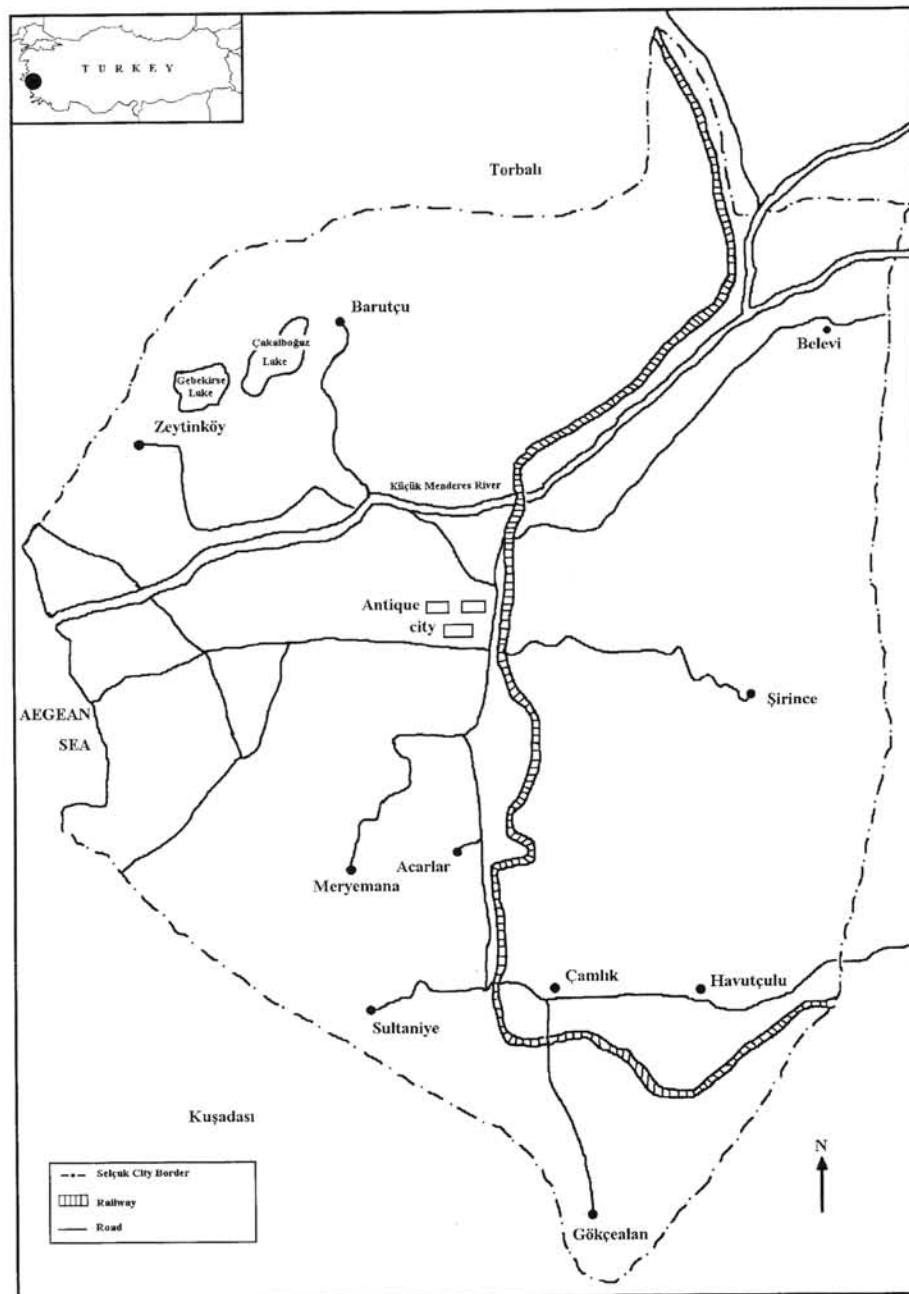 TURKEY
Torbalı
Barutçu
Çakalboğaz
Lake
Belevi
Gebekirse
Lake
Zeytinköy
Küçük Menderes River
Antique
city
Şirince
AEGEAN
SEA
Acarlar
Meryemana
Çamlık
Havutçulu
Sultaniye
Kuşadası
N
Selçuk City Border
Railway
Road
Gökçealan